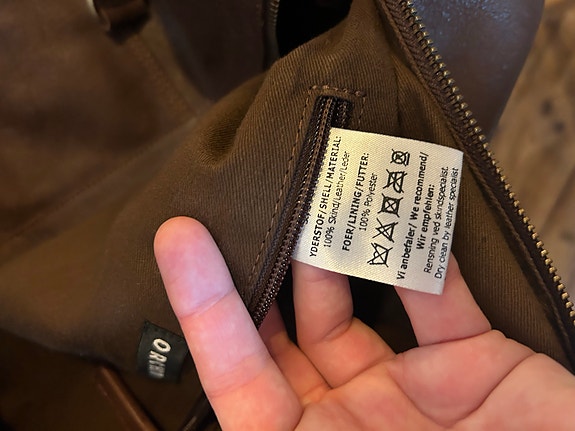 YDERSTOF/SHELL/MATERIAL:
100% Skind/Leather/Leder
FOER/LINING/FUTTER:
100% Polyester
Vi anbefaler/ We recommend/
Wir empfehlen:
Rensning ved skindspecialist.
Dry clean by leather specialist